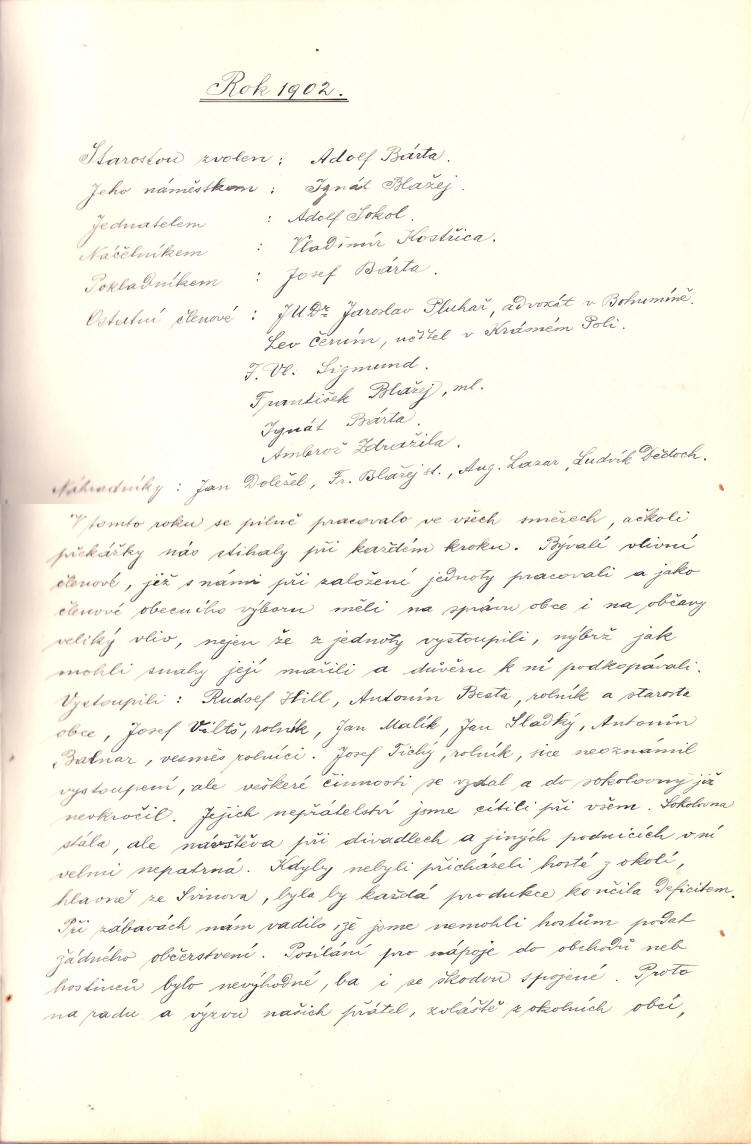 Rok 1902.
Starostou zvolen : Adolf Bárta.
Jeho náměstkem : Ignát Blažej.
Jednatelem : Adolf Sokol.
Náčelníkem : Vladimír Kostřica.
Pokladníkem : Josef Bárta.
Ostatní členové : JUDr Jaroslav Pluhař, advokát v Bohumíně.
Lev Černín, učitel v Krásném Poli.
F. Vl. Sigmund.
František Blažej, ml.
Ignát Bárta.
Ambrož Zdražila.
Náhradníky : Jan Doležel, Fr. Blažej st., Aug. Lazar, Ludvík Dědoch.
V tomto roku se pilně pracovalo ve všech směrech, ačkoli
překážky nás stihaly při každém kroku. Bývalí vlivní
členové, již s námi při založení jednoty pracovali a jako
členové obecního výboru měli na správu obce i na občany
veliký vliv, nejen že z jednoty vystoupili, nýbrž jak
mohli snahy její mařili a důvěru k ní podkopávali.
Vystoupili : Rudolf Hill, Antonín Besta, rolník a starosta
obce, Josef Viltš, rolník, Jan Malík, Jan Sladký, Antonín
Batnar, vesměs rolníci. Josef Tichý, rolník, sice neoznámil
vystoupení, ale veškeré činnosti se vzdal a do sokolovny již
nevkročil. Jejich nepřátelství jsme cítili při všem. Sokolovna
stála, ale návštěva při divadlech a jiných podnicích v ní
velmi nepatrná. Kdyby nebyli přicházeli hosté z okolí,
hlavně ze Svinova, byla by každá produkce končila deficitem.
Při zábavách nám vadilo, že jsme nemohli hostům podat
žádného občerstvení. Posílání pro nápoje do obchodů neb
hostinců bylo nevýhodné, ba i se škodou spojené. Proto
na radu a výzvu našich přátel, zvláště z okolních obcí,